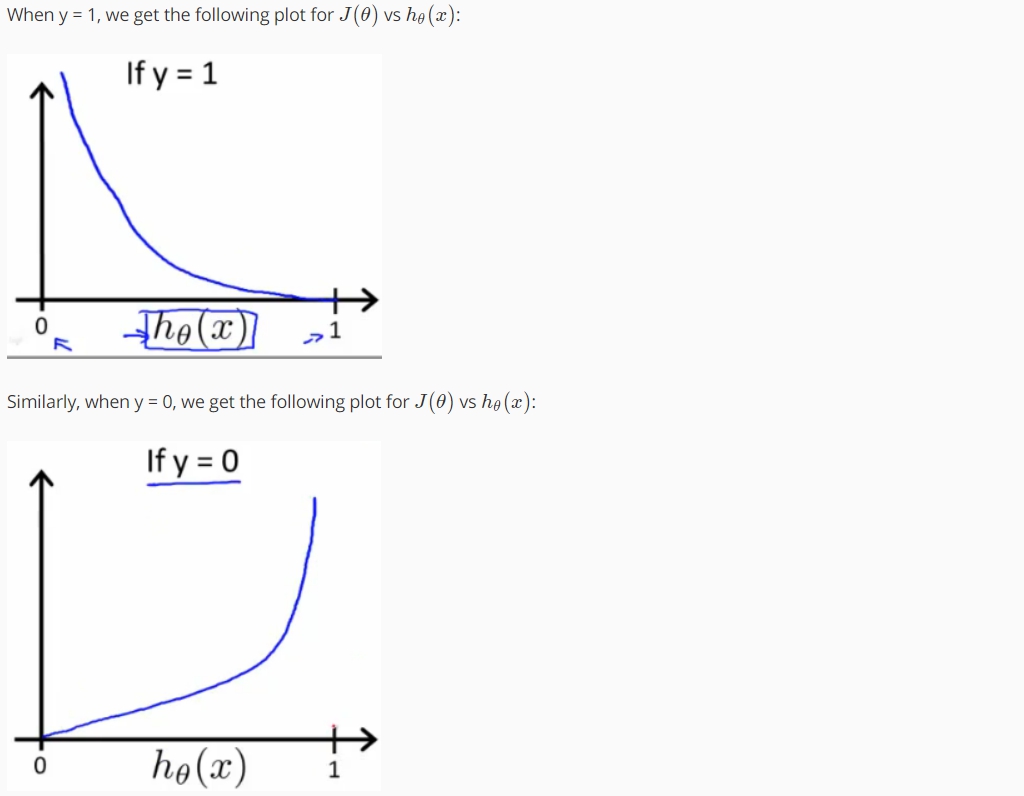 When y = 1, we get the following plot for J(θ) vs hθ(x):
If y = 1
0
hθ(x)
1
Similarly, when y = 0, we get the following plot for J(θ) vs hθ(x):
If y = 0
0
hθ(x)
1